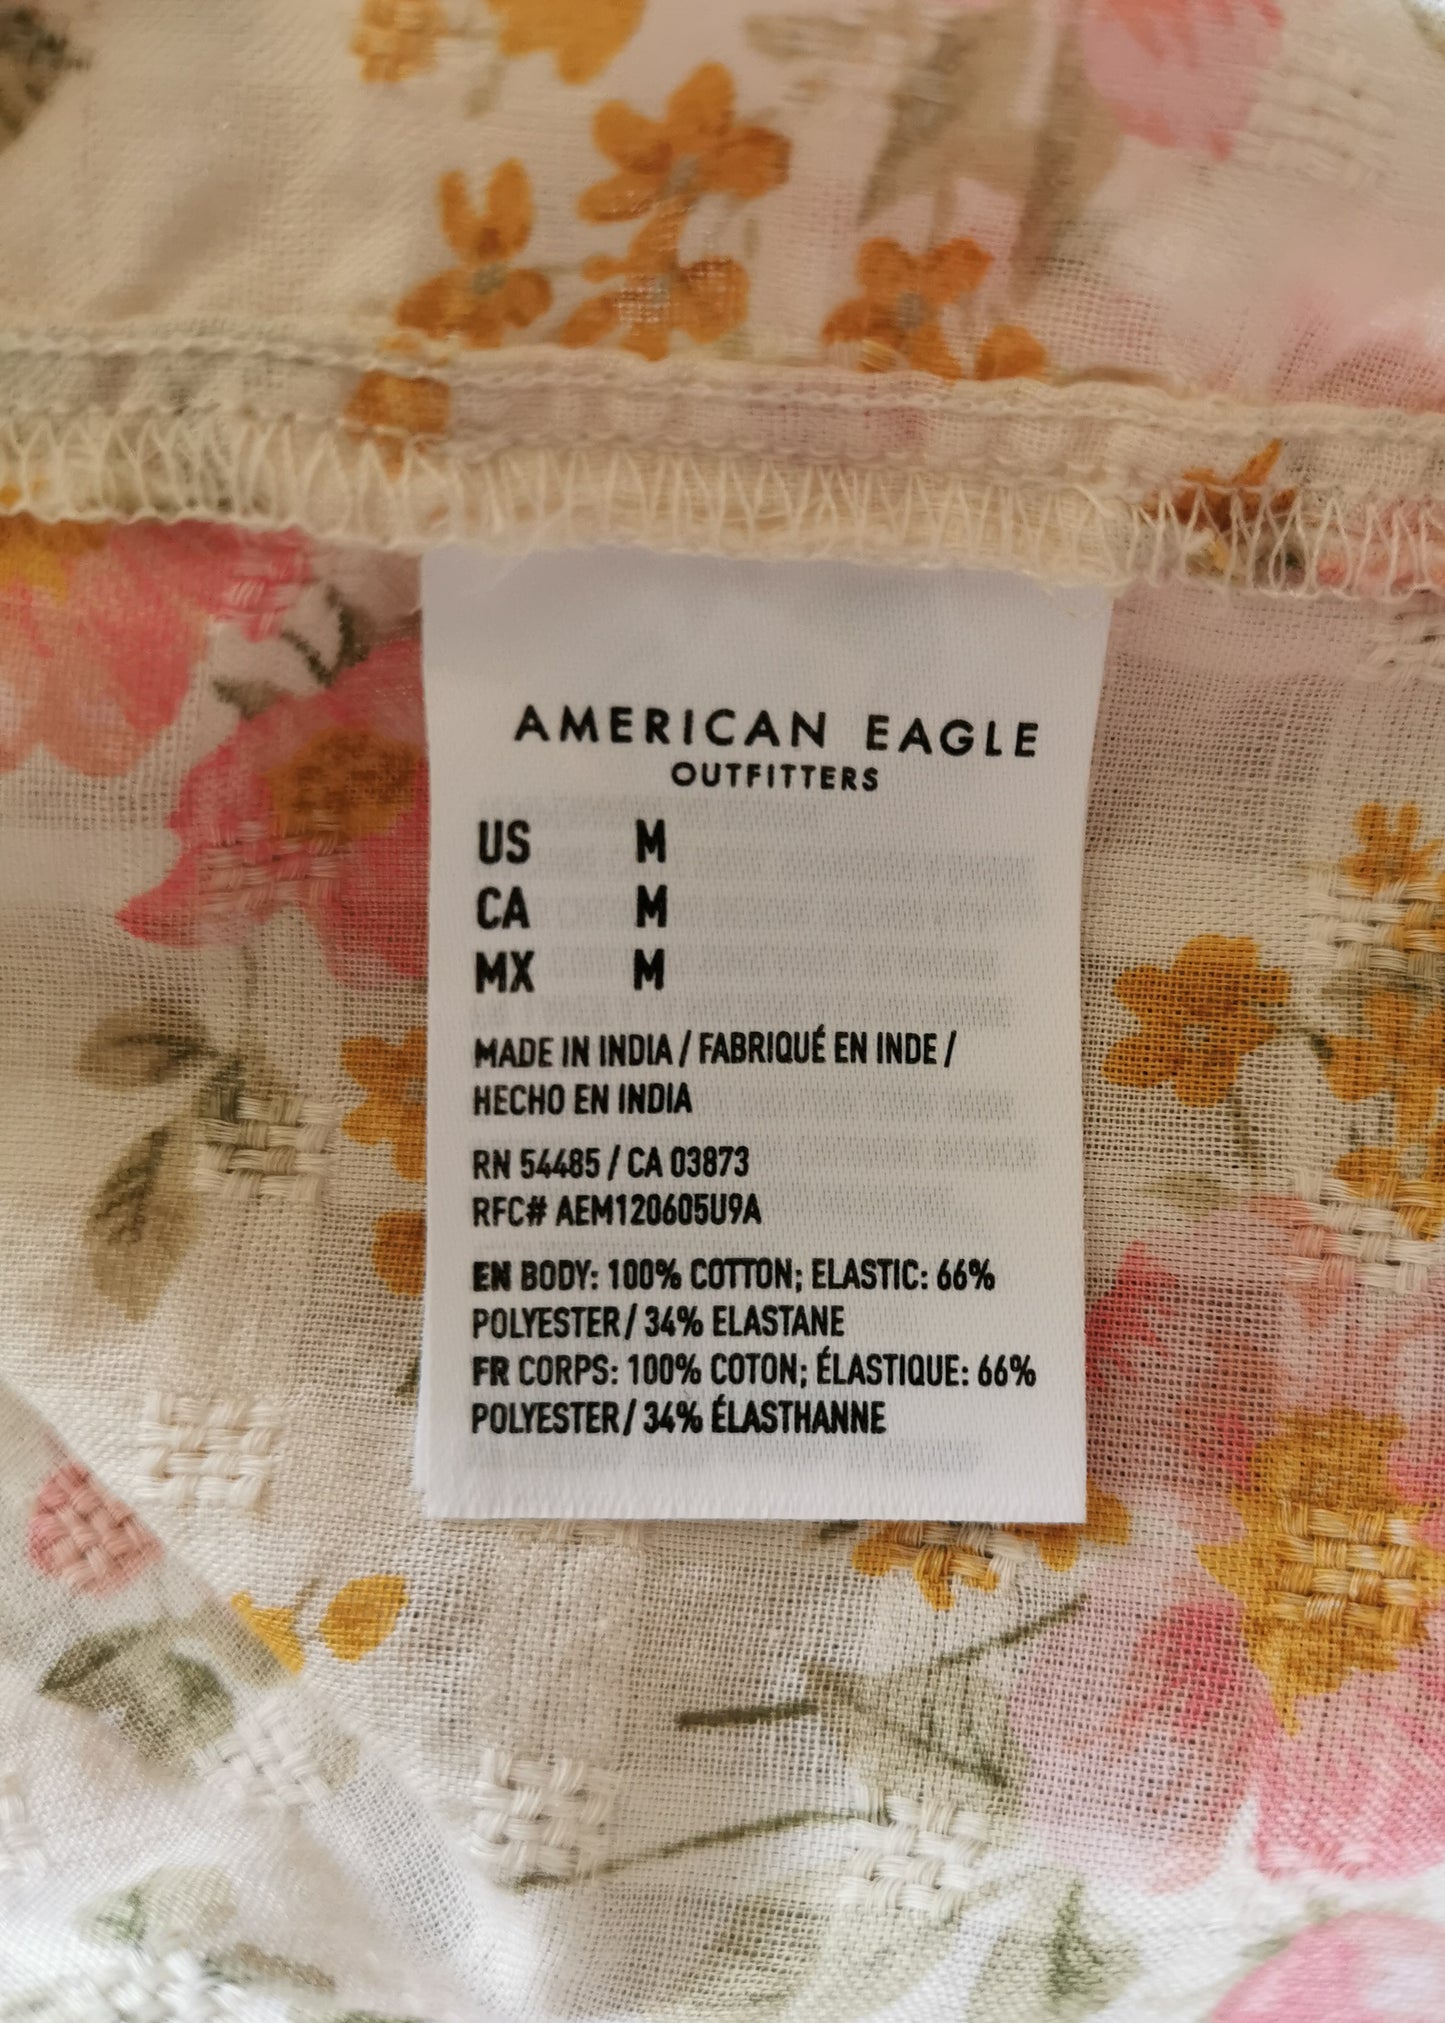 AMERICAN EAGLE
OUTFITTERS
US M
CA M
MX M
MADE IN INDIA / FABRIQUÉ EN INDE /
HECHO EN INDIA
RN 54485 / CA 03873
RFC# AEM120605U9A
EN BODY: 100% COTTON; ELASTIC: 66%
POLYESTER/ 34% ELASTANE
FR CORPS: 100% COTON; ÉLASTIQUE: 66%
POLYESTER/ 34% ÉLASTHANNE